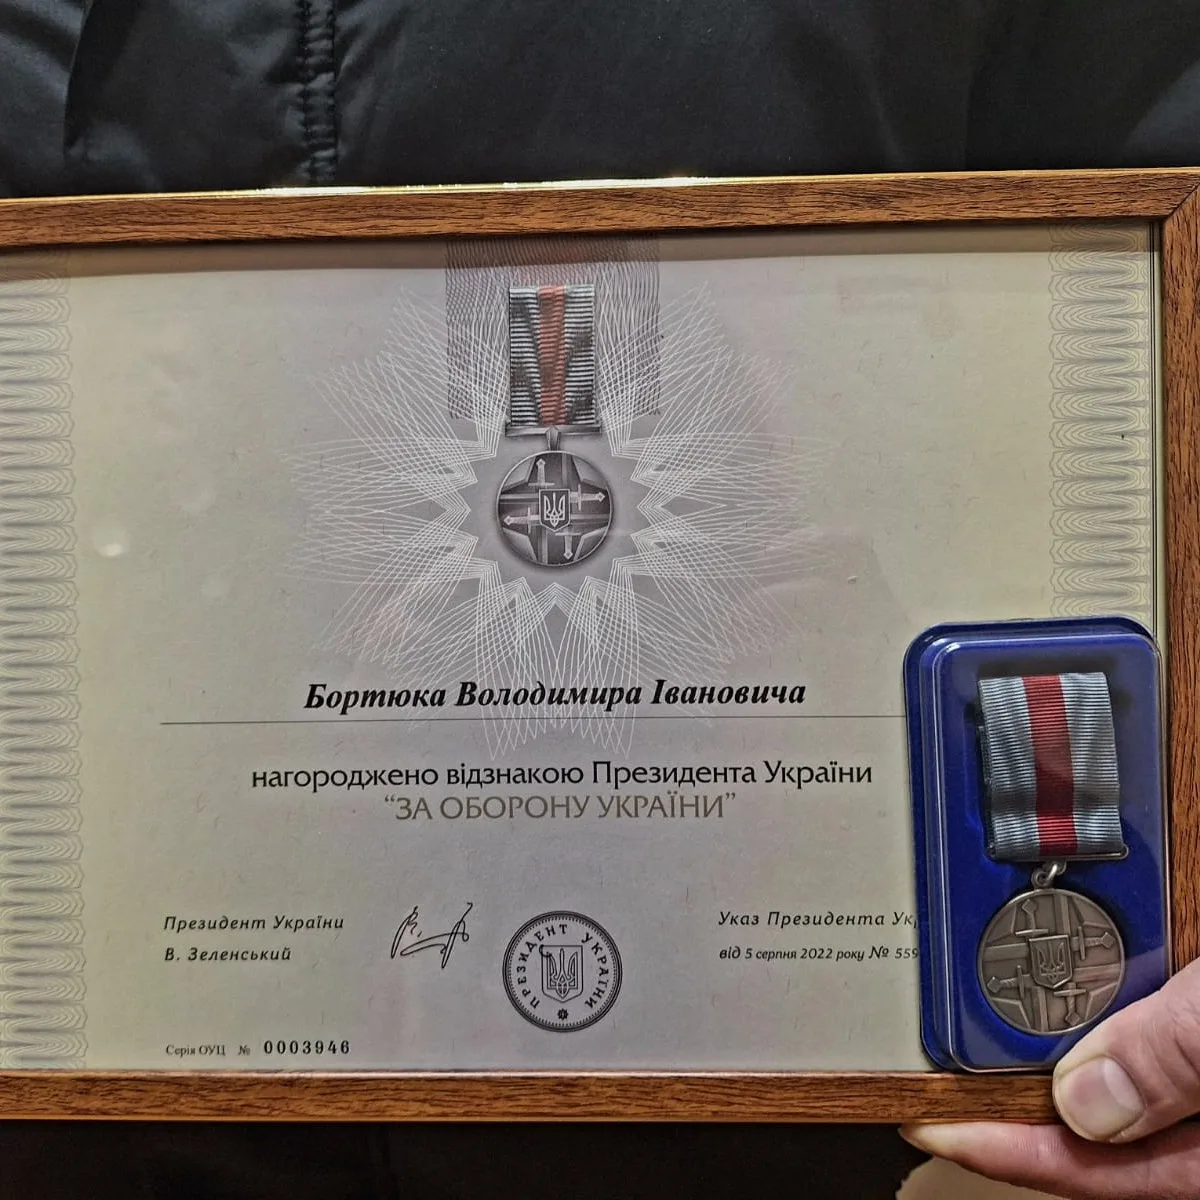 Бортюка Володимира Івановича
нагороджено відзнакою Президента України
“ЗА ОБОРОНУ УКРАЇНИ”
Президент України
В. Зеленський
ПРЕЗИДЕНТ УКРАЇНИ
Указ Президента
від 5 серпня 2022 року № 559
Серія ОУЦ № 0003946